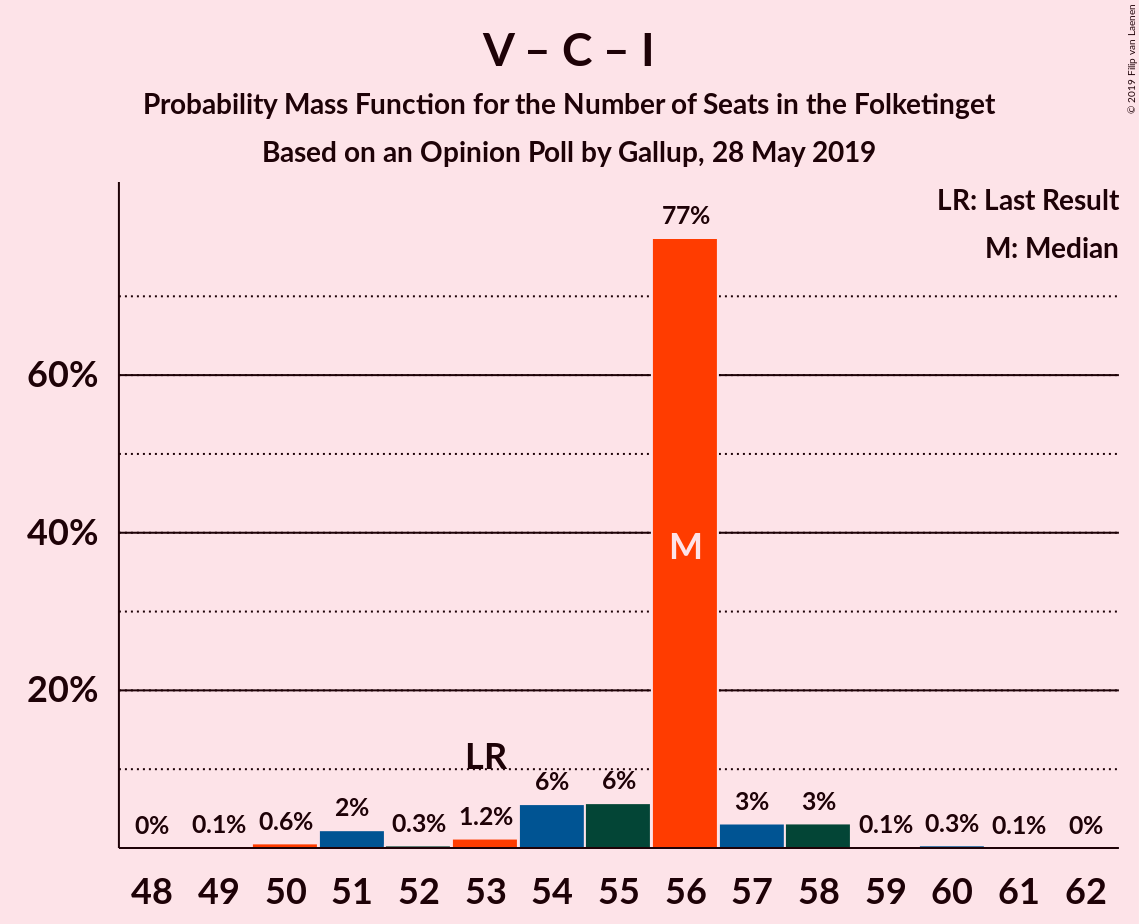 V – C – I
Probability Mass Function for the Number of Seats in the Folketinget
Based on an Opinion Poll by Gallup, 28 May 2019
© 2019 Filip van Laenen
LR: Last Result
M: Median
60%
40%
20%
0%
0.1%
0.6%
2%
0.3%
1.2%
LR
6%
6%
77%
M
3%
3%
0.1%
0.3%
0.1%
0%
48 49 50 51 52 53 54 55 56 57 58 59 60 61 62